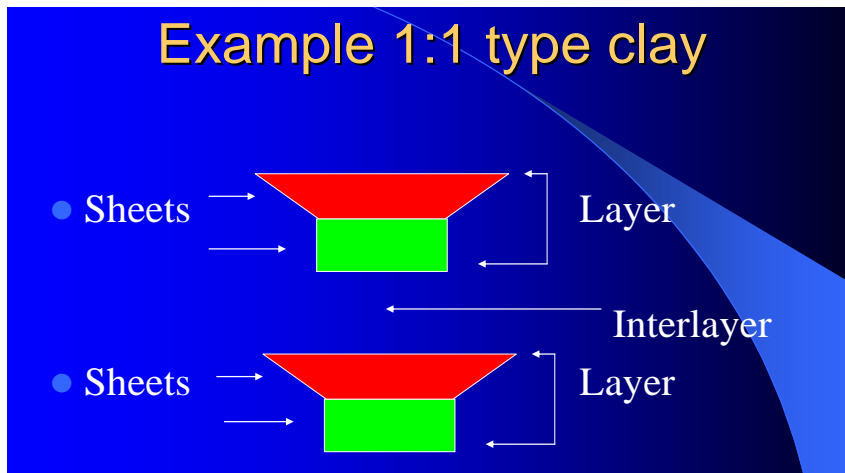 Example 1:1 type clay
Sheets
Layer
Interlayer
Sheets
Layer